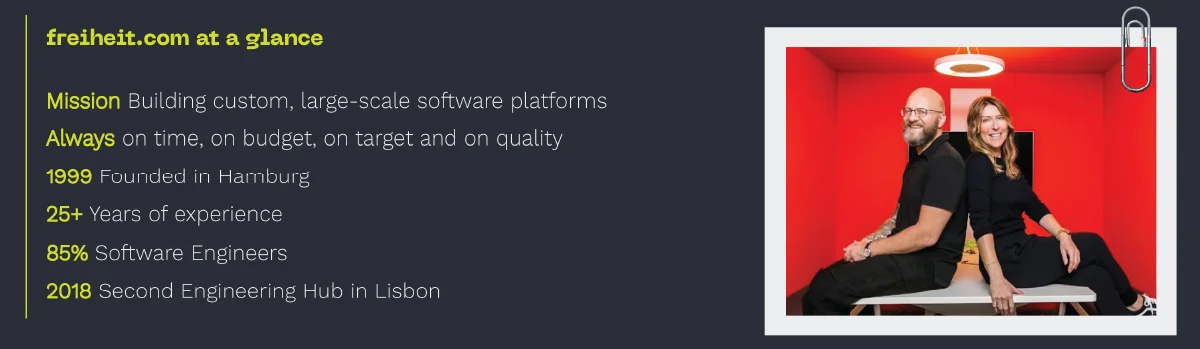 freiheit.com at a glance
Mission Building custom, large-scale software platforms
Always on time, on budget, on target and on quality
1999 Founded in Hamburg
25+ Years of experience
85% Software Engineers
2018 Second Engineering Hub in Lisbon